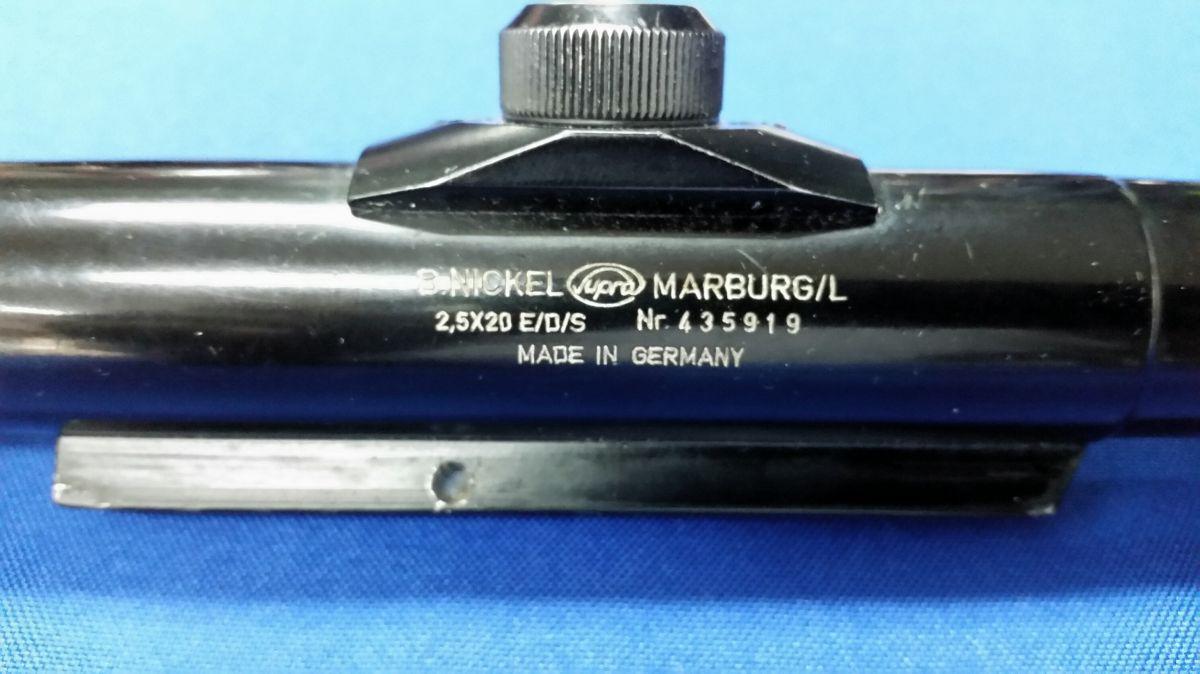 B.NICKEL Supra MARBURG/L
2,5X20 E/D/S Nr. 435919
MADE IN GERMANY